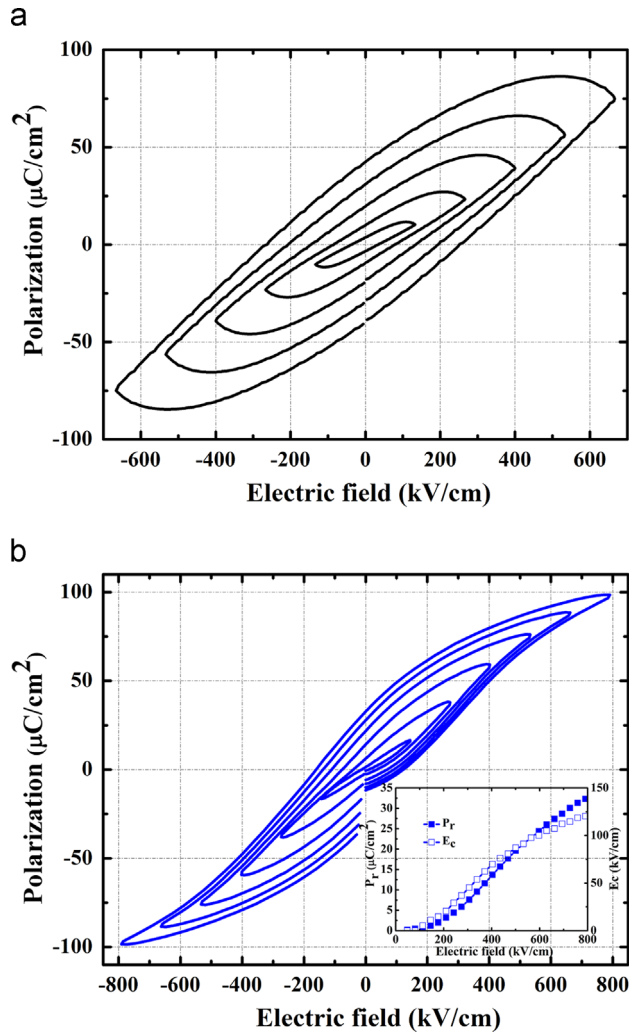 a
100
50
0
-50
-100
Polarization (μC/cm²)
-600 -400 -200 0 200 400 600
Electric field (kV/cm)
b
100
50
0
-50
-100
Polarization (μC/cm²)
-800 -600 -400 -200 0 200 400 600 800
Electric field (kV/cm)
35
30
25
20
15
10
5
0
Pr (μC/cm²)
Pr
Ec
150
100
50
0
Ec (kV/cm)
0 200 400 600 800
Electric field (kV/cm)